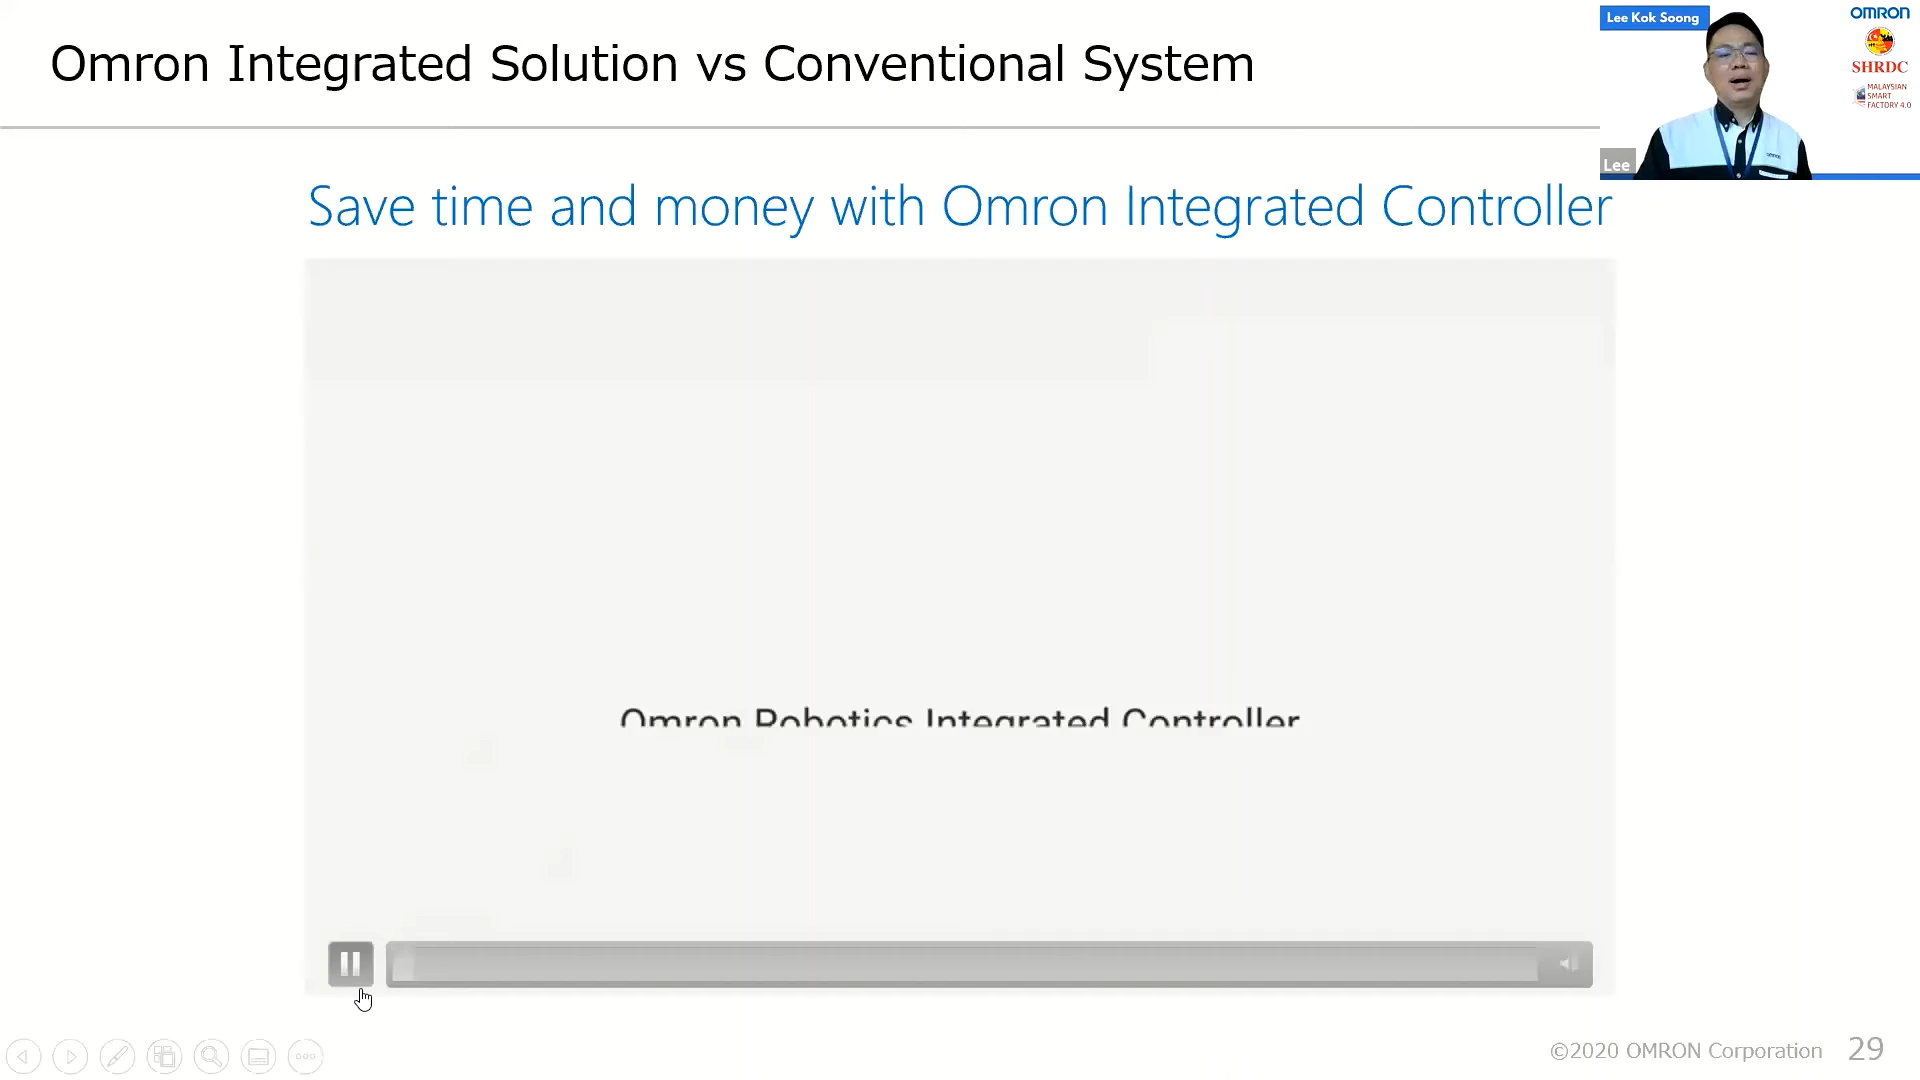 Omron Integrated Solution vs Conventional System
Lee Kok Soong
OMRON
SHRDC
MALAYSIAN
SMART
FACTORY 4.0
Lee
omron
Save time and money with Omron Integrated Controller
Omron Robotics Integrated Controller
©2020 OMRON Corporation
29